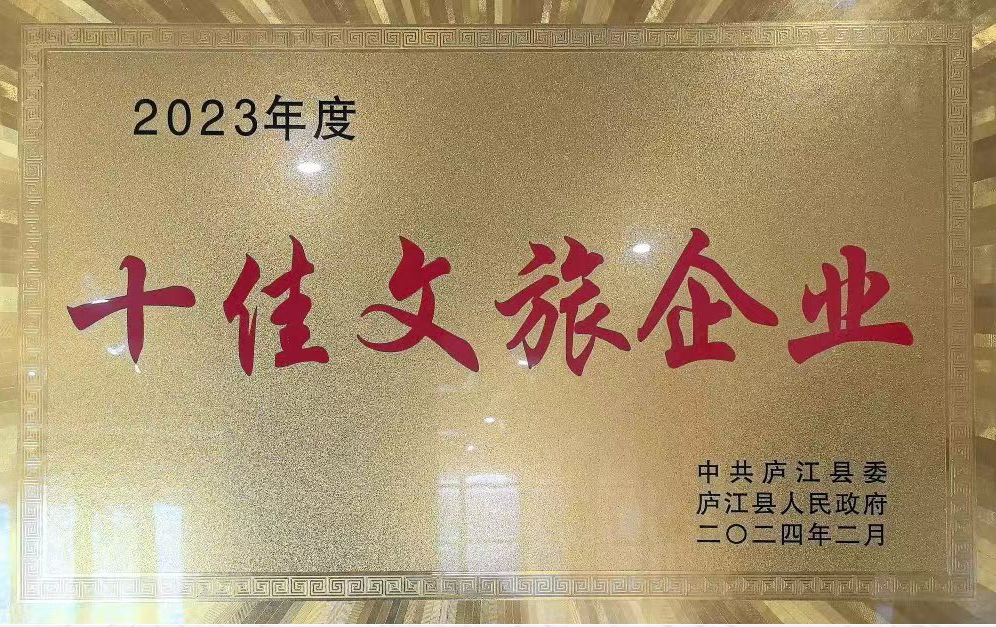 2023年度
十佳文旅企业
中共庐江县委
庐江县人民政府
二〇二四年二月